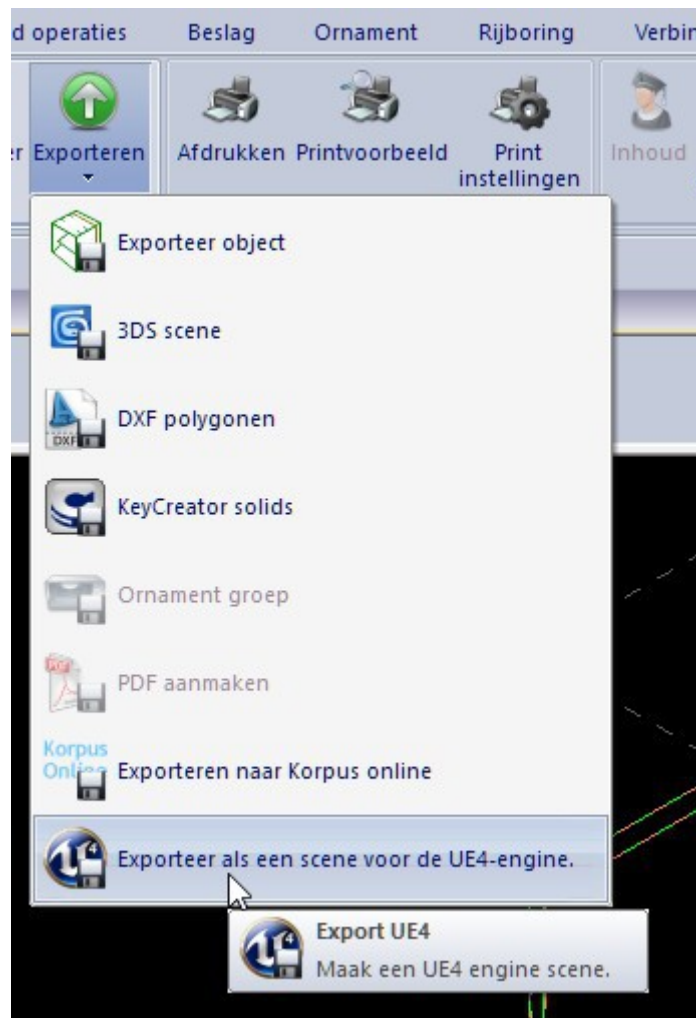 d operaties Beslag Ornament Rijboring Verbin
r Exporteren Afdrukken Printvoorbeeld Print instellingen Inhoud
Exporteer object
3DS scene
DXF
DXF polygonen
KeyCreator solids
Ornament groep
PDF
PDF aanmaken
Korpus
Online
Exporteren naar Korpus online
Exporteer als een scene voor de UE4-engine.
Export UE4
Maak een UE4 engine scene.